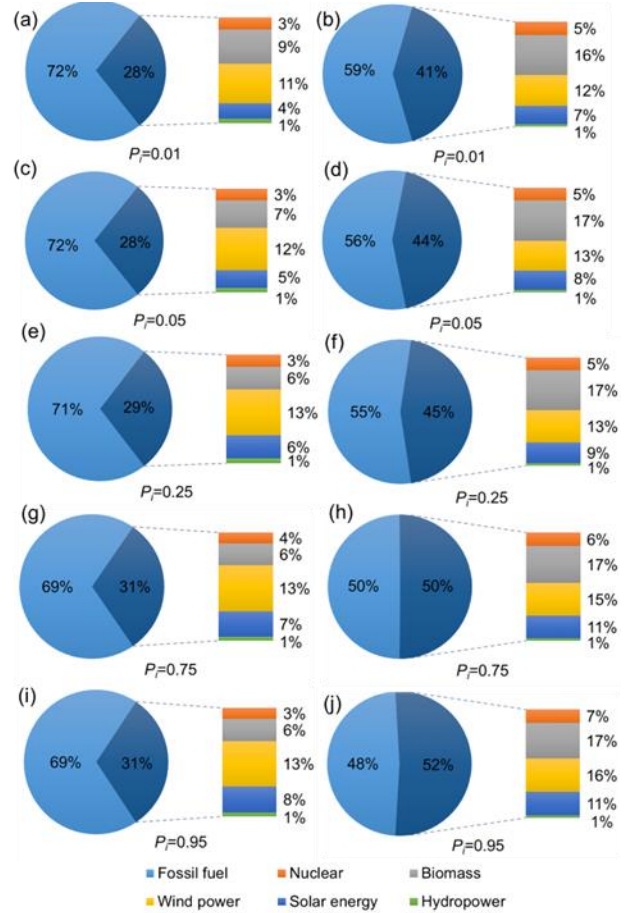 (a)
72%
28%
3%
9%
11%
4%
1%
Pi=0.01
(b)
59%
41%
5%
16%
12%
7%
1%
Pi=0.01
(c)
72%
28%
3%
7%
12%
5%
1%
Pi=0.05
(d)
56%
44%
5%
17%
13%
8%
1%
Pi=0.05
(e)
71%
29%
3%
6%
13%
6%
1%
Pi=0.25
(f)
55%
45%
5%
17%
13%
9%
1%
Pi=0.25
(g)
69%
31%
4%
6%
13%
7%
1%
Pi=0.75
(h)
50%
50%
6%
17%
15%
11%
1%
Pi=0.75
(i)
69%
31%
3%
6%
13%
8%
1%
Pi=0.95
(j)
48%
52%
7%
17%
16%
11%
1%
Pi=0.95
Fossil fuel
Nuclear
Biomass
Wind power
Solar energy
Hydropower